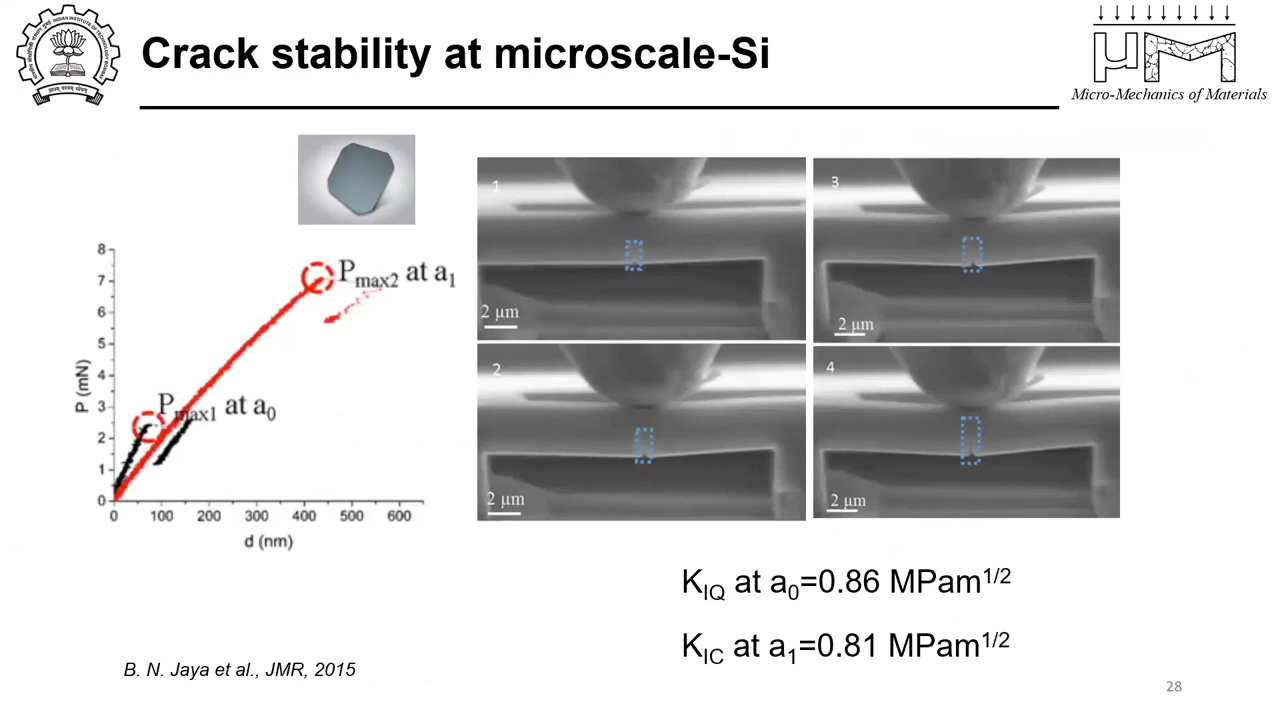 Crack stability at microscale-Si
Micro-Mechanics of Materials
8
7
6
5
4
3
2
1
0
P (mN)
Pmax2 at a1
Pmax1 at a0
0 100 200 300 400 500 600
d (nm)
1
2 μm
3
2 μm
2
2 μm
4
2 μm
KIQ at a0=0.86 MPam1/2
KIC at a1=0.81 MPam1/2
B. N. Jaya et al., JMR, 2015
28